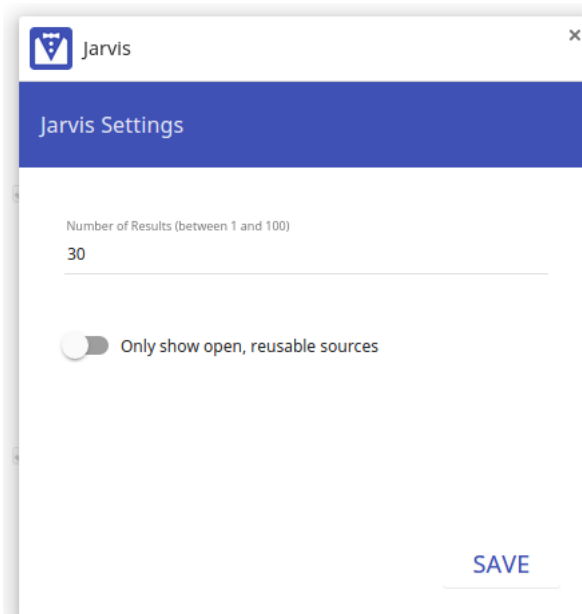 Jarvis
Jarvis Settings
Number of Results (between 1 and 100)
30
Only show open, reusable sources
SAVE